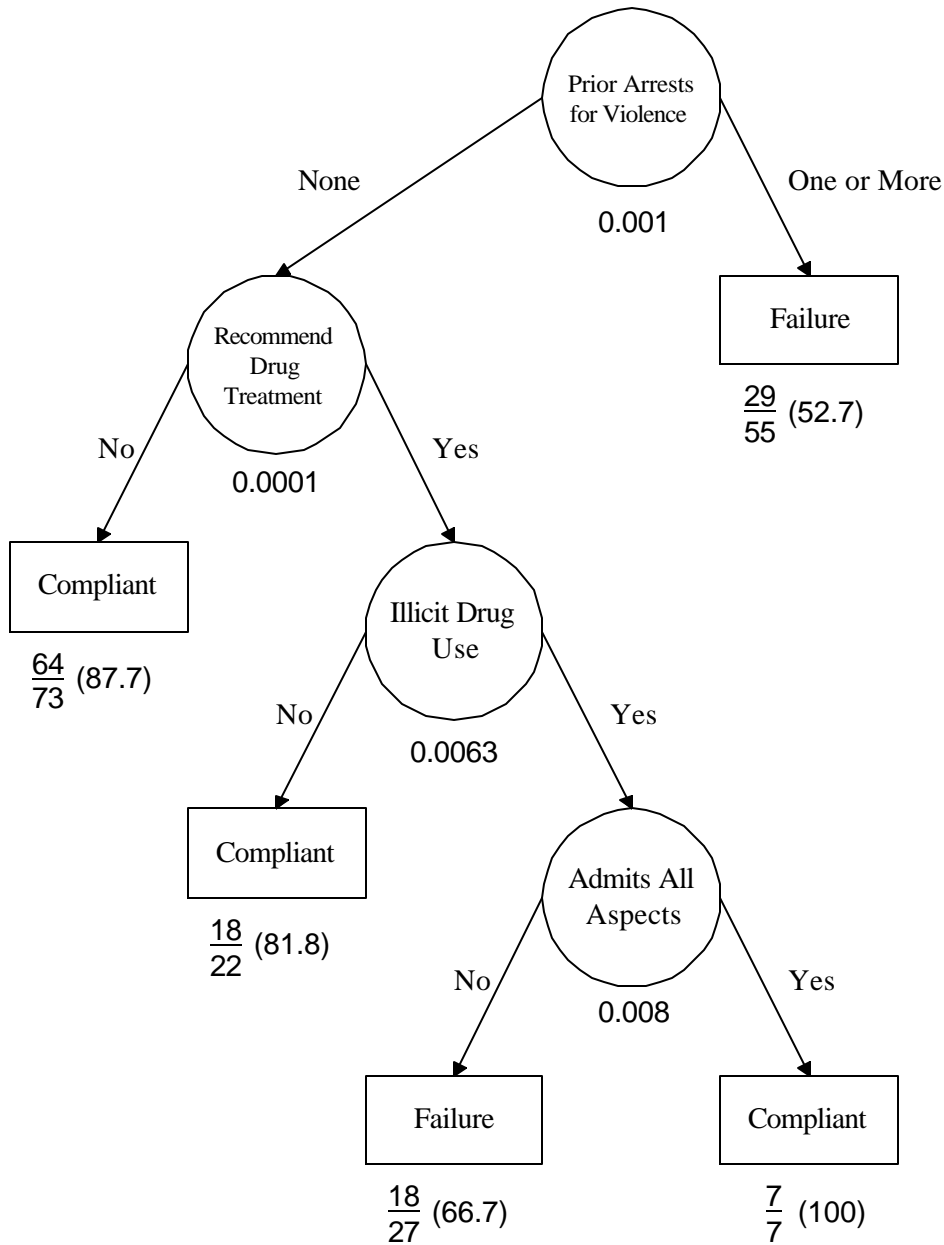 Prior Arrests
for Violence
None
One or More
0.001
Recommend
Drug
Treatment
Failure
29
55 (52.7)
No
Yes
0.0001
Compliant
64
73 (87.7)
Illicit Drug
Use
No
Yes
0.0063
Compliant
18
22 (81.8)
Admits All
Aspects
No
Yes
0.008
Failure
Compliant
18
27 (66.7)
7
7 (100)